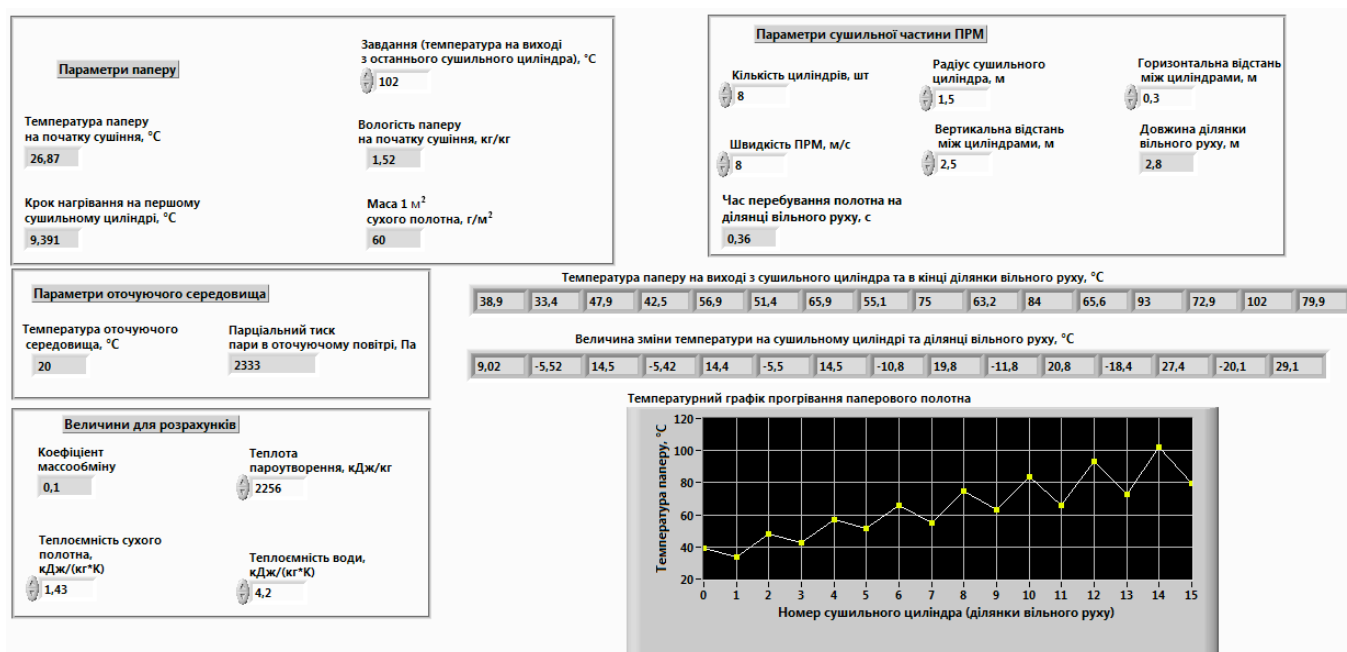 Параметри паперу
Завдання (температура на виході
з останнього сушильного циліндра), °C
102
Температура паперу
на початку сушіння, °C
26,87
Вологість паперу
на початку сушіння, кг/кг
1,52
Крок нагрівання на першому
сушильному циліндрі, °C
9,391
Маса 1 м²
сухого полотна, г/м²
60
Параметри сушильної частини ПРМ
Кількість циліндрів, шт
8
Радіус сушильного
циліндра, м
1,5
Горизонтальна відстань
між циліндрами, м
0,3
Швидкість ПРМ, м/с
8
Вертикальна відстань
між циліндрами, м
2,5
Довжина ділянки
вільного руху, м
2,8
Час перебування полотна на
ділянці вільного руху, с
0,36
Параметри оточуючого середовища
Температура оточуючого
середовища, °C
20
Парціальний тиск
пари в оточуючому повітрі, Па
2333
Температура паперу на виході з сушильного циліндра та в кінці ділянки вільного руху, °C
38,9 33,4 47,9 42,5 56,9 51,4 65,9 55,1 75 63,2 84 65,6 93 72,9 102 79,9
Величина зміни температури на сушильному циліндрі та ділянці вільного руху, °C
9,02 -5,52 14,5 -5,42 14,4 -5,5 14,5 -10,8 19,8 -11,8 20,8 -18,4 27,4 -20,1 29,1
Величини для розрахунків
Коефіцієнт
массообміну
0,1
Теплота
пароутворення, кДж/кг
2256
Теплоємність сухого
полотна,
кДж/(кг*К)
1,43
Теплоємність води,
кДж/(кг*К)
4,2
Температурний графік прогрівання паперового полотна
Температура паперу, °C
120
100
80
60
40
20
0 1 2 3 4 5 6 7 8 9 10 11 12 13 14 15
Номер сушильного циліндра (ділянки вільного руху)